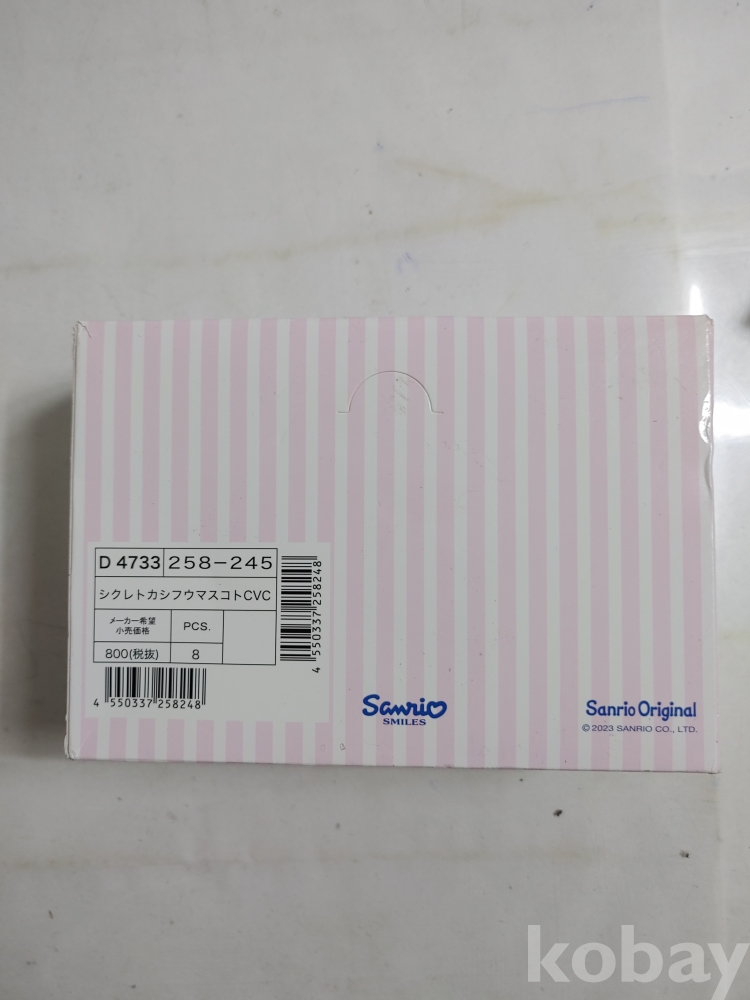 D 4733 258-245
シクレトカシフウマスコトCVC
メーカー希望
小売価格
PCS.
800(税抜) 8
4 550337 258248
4 550337 258248
Sanrio
SMILES
Sanrio Original
© 2023 SANRIO CO., LTD.
kobay